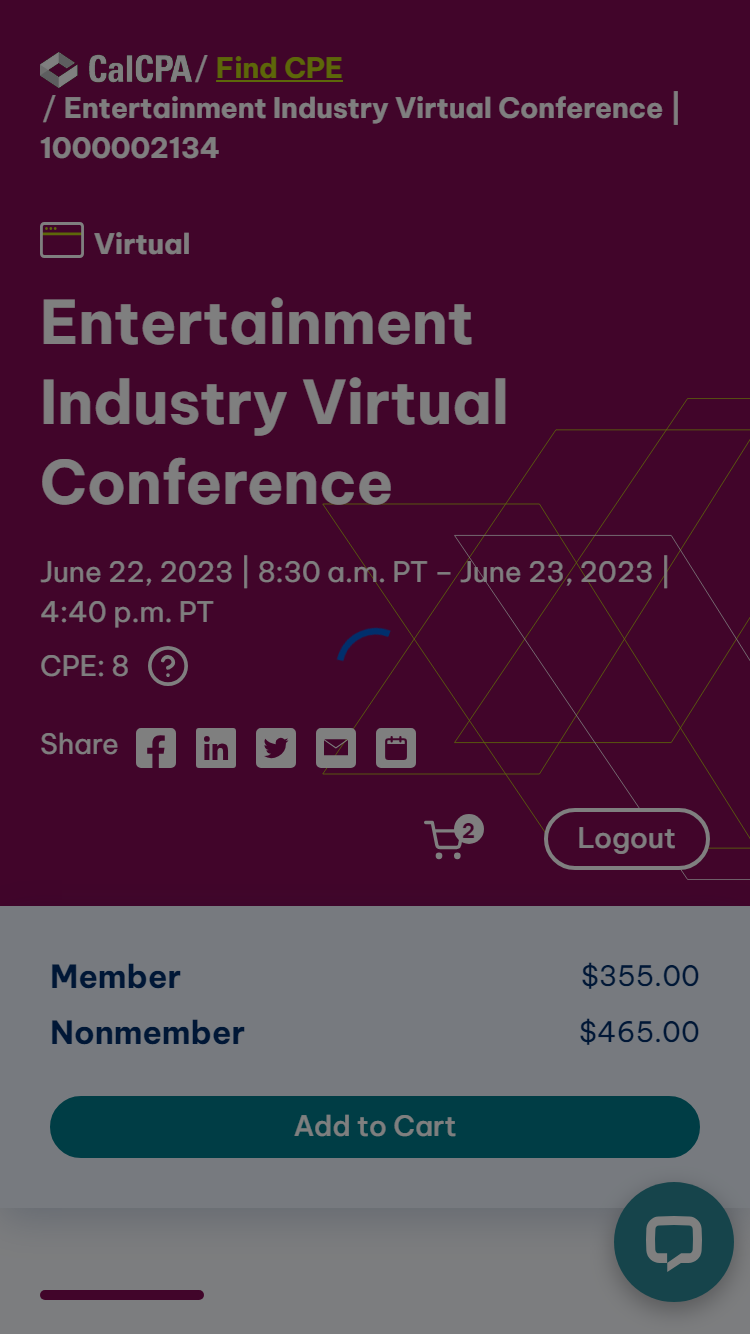 CalCPA / Find CPE
/ Entertainment Industry Virtual Conference |
1000002134
Virtual
Entertainment
Industry Virtual
Conference
June 22, 2023 | 8:30 a.m. PT – June 23, 2023 |
4:40 p.m. PT
CPE: 8 ?
Share
2
Logout
Member $355.00
Nonmember $465.00
Add to Cart